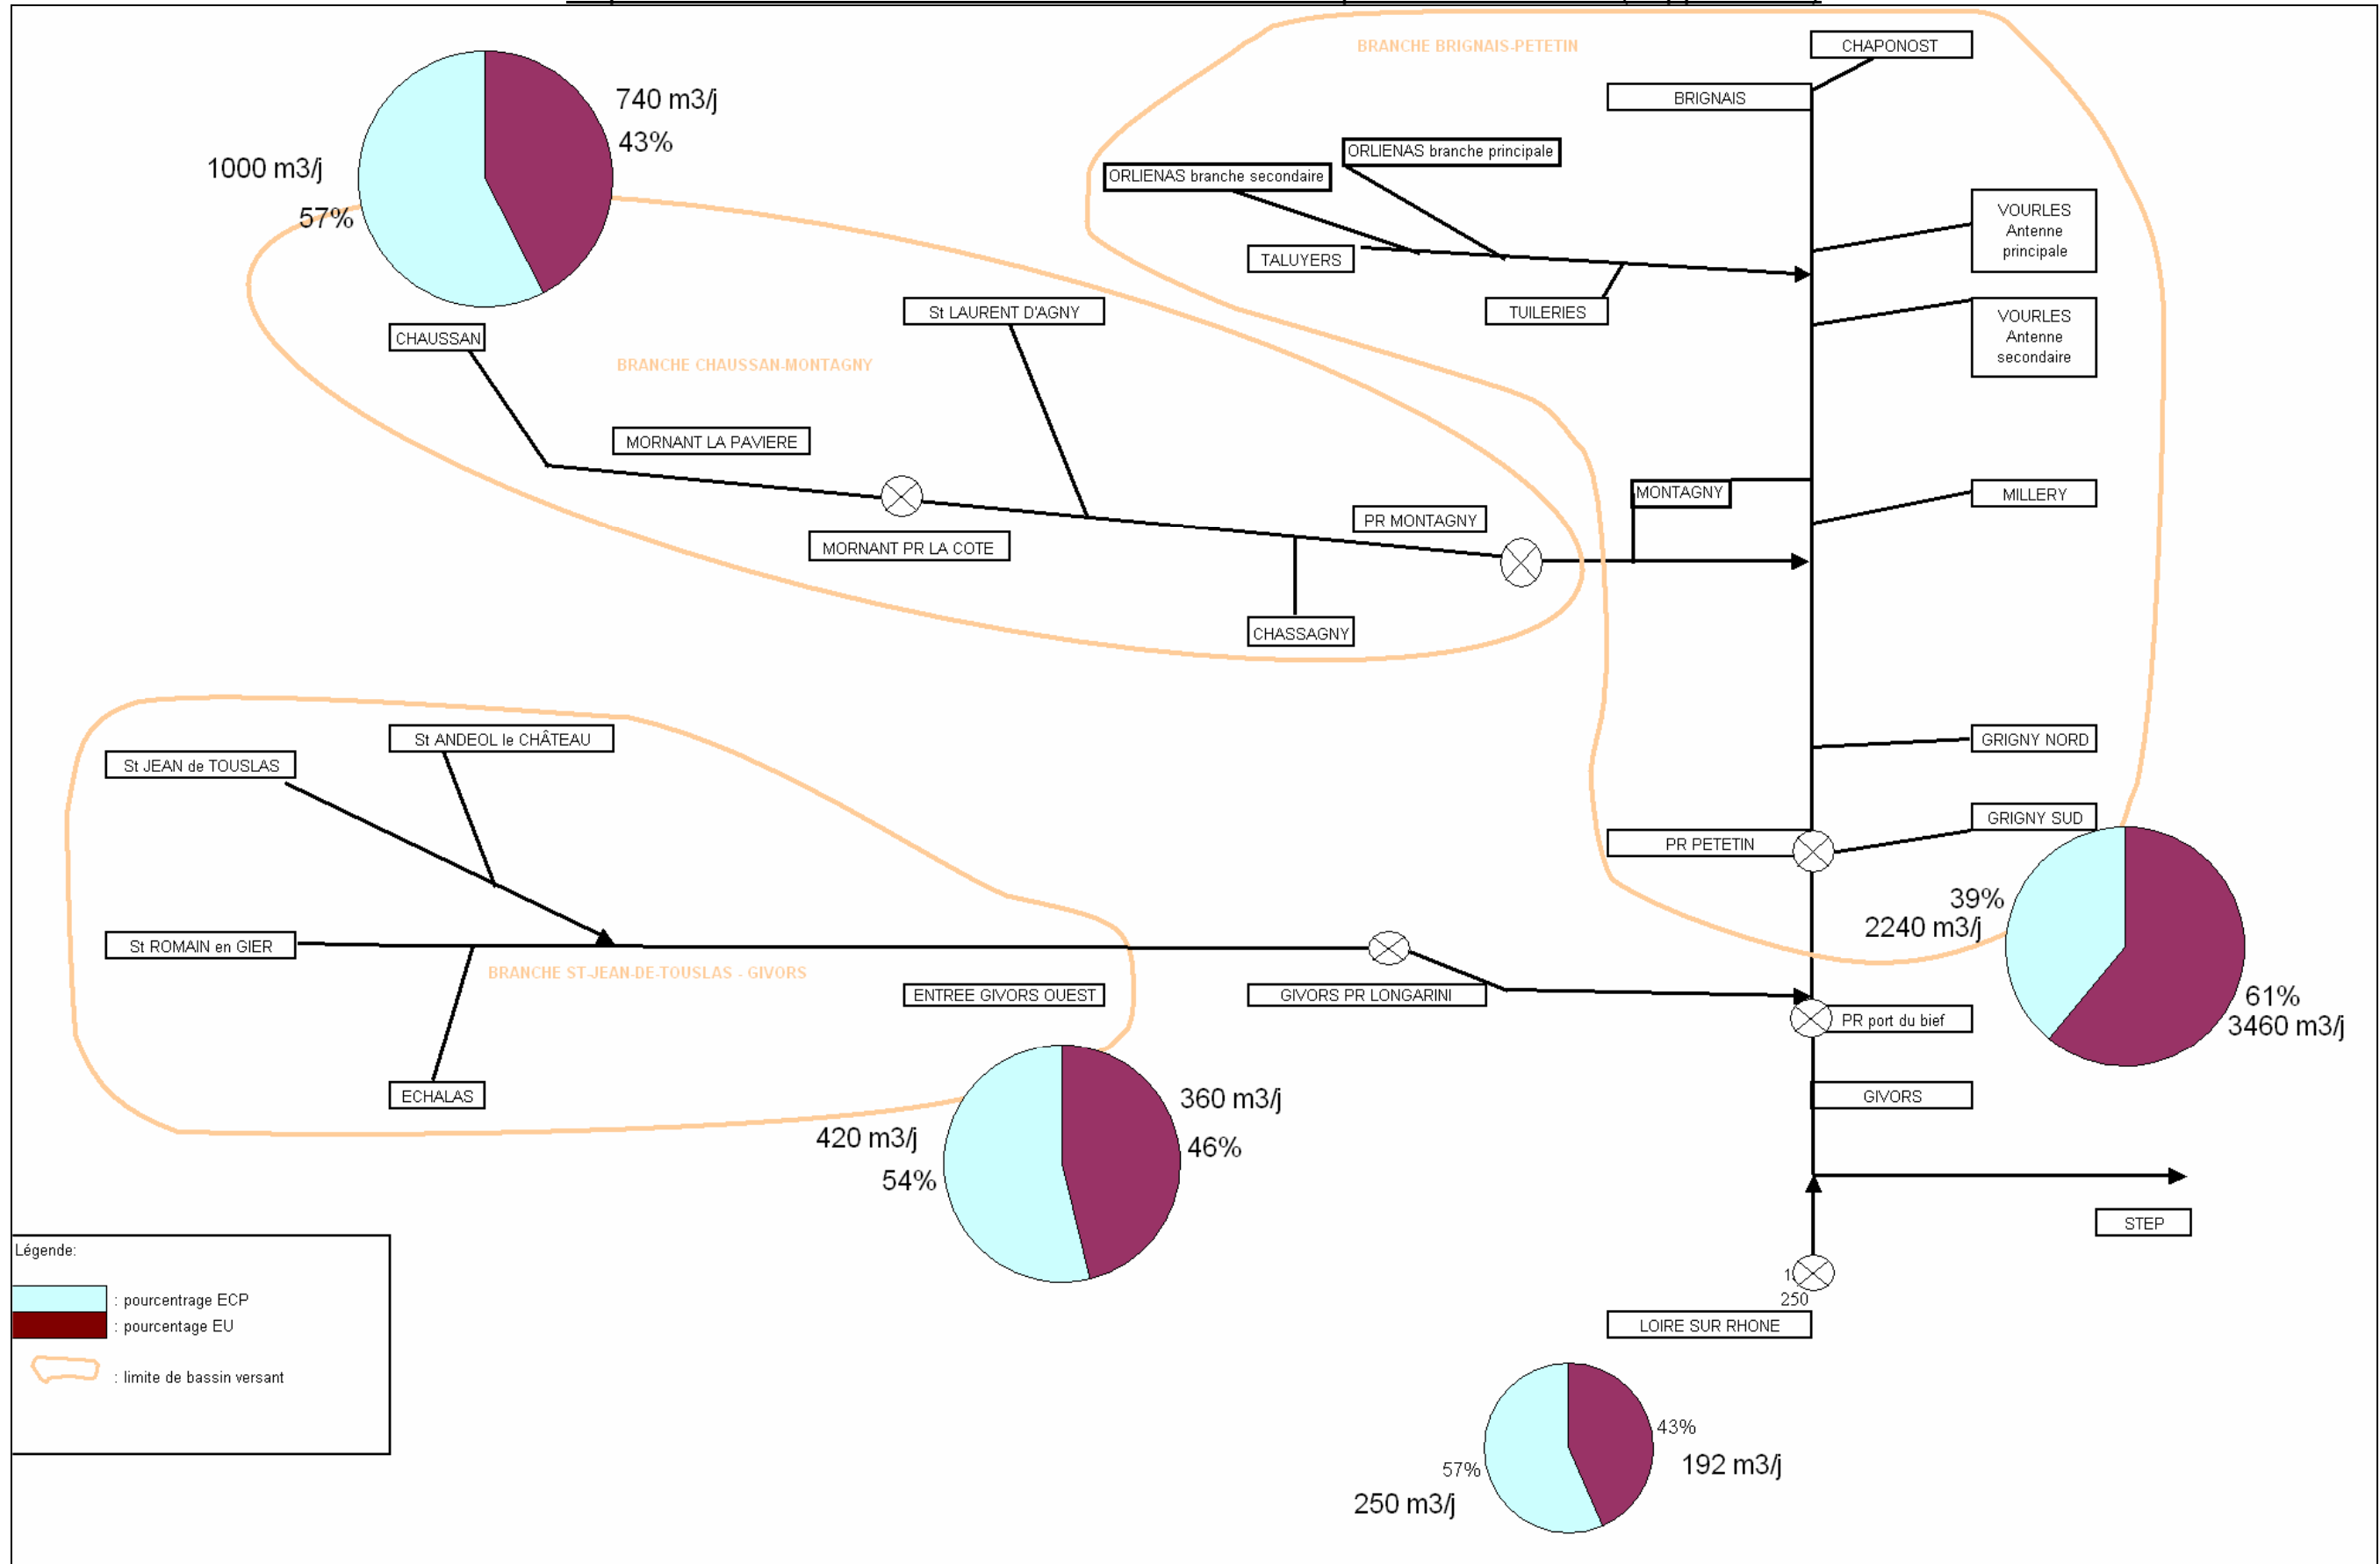 BRANCHE BRIGNAIS-PETETIN
CHAPONOST
BRIGNAIS
740 m3/j
43%
1000 m3/j
57%
ORLIENAS branche principale
ORLIENAS branche secondaire
VOURLES
Antenne
principale
TALUYERS
TUILERIES
VOURLES
Antenne
secondaire
St LAURENT D'AGNY
CHAUSSAN
BRANCHE CHAUSSAN-MONTAGNY
MORNANT LA PAVIERE
MONTAGNY
MILLERY
PR MONTAGNY
MORNANT PR LA COTE
CHASSAGNY
St ANDEOL le CHÂTEAU
St JEAN de TOUSLAS
GRIGNY NORD
GRIGNY SUD
PR PETETIN
39%
2240 m3/j
61%
3460 m3/j
St ROMAIN en GIER
BRANCHE ST-JEAN-DE-TOUSLAS - GIVORS
ENTREE GIVORS OUEST
GIVORS PR LONGARINI
PR port du bief
ECHALAS
GIVORS
360 m3/j
46%
420 m3/j
54%
STEP
250
LOIRE SUR RHONE
43%
192 m3/j
57%
250 m3/j
Légende:
: pourcentrage ECP
: pourcentage EU
: limite de bassin versant